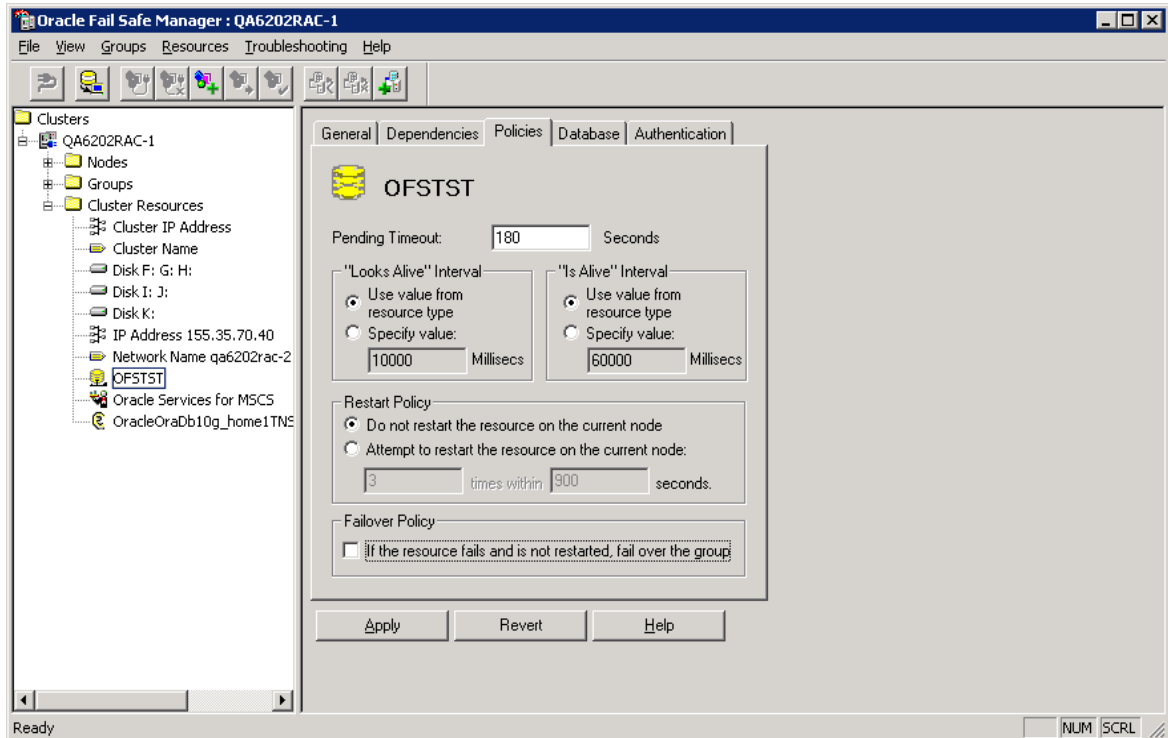 Oracle Fail Safe Manager : QA6202RAC-1
File View Groups Resources Troubleshooting Help
Clusters
QA6202RAC-1
Nodes
Groups
Cluster Resources
Cluster IP Address
Cluster Name
Disk F: G: H:
Disk I: J:
Disk K:
IP Address 155.35.70.40
Network Name qa6202rac-2
OFSTST
Oracle Services for MSCS
OracleOraDb10g_home1TNS
General Dependencies Policies Database Authentication
OFSTST
Pending Timeout: 180 Seconds
"Looks Alive" Interval
Use value from
resource type
Specify value:
10000 Millisecs
"Is Alive" Interval
Use value from
resource type
Specify value:
60000 Millisecs
Restart Policy
Do not restart the resource on the current node
Attempt to restart the resource on the current node:
3 times within 900 seconds.
Failover Policy
If the resource fails and is not restarted, fail over the group
Apply Revert Help
Ready NUM SCRL